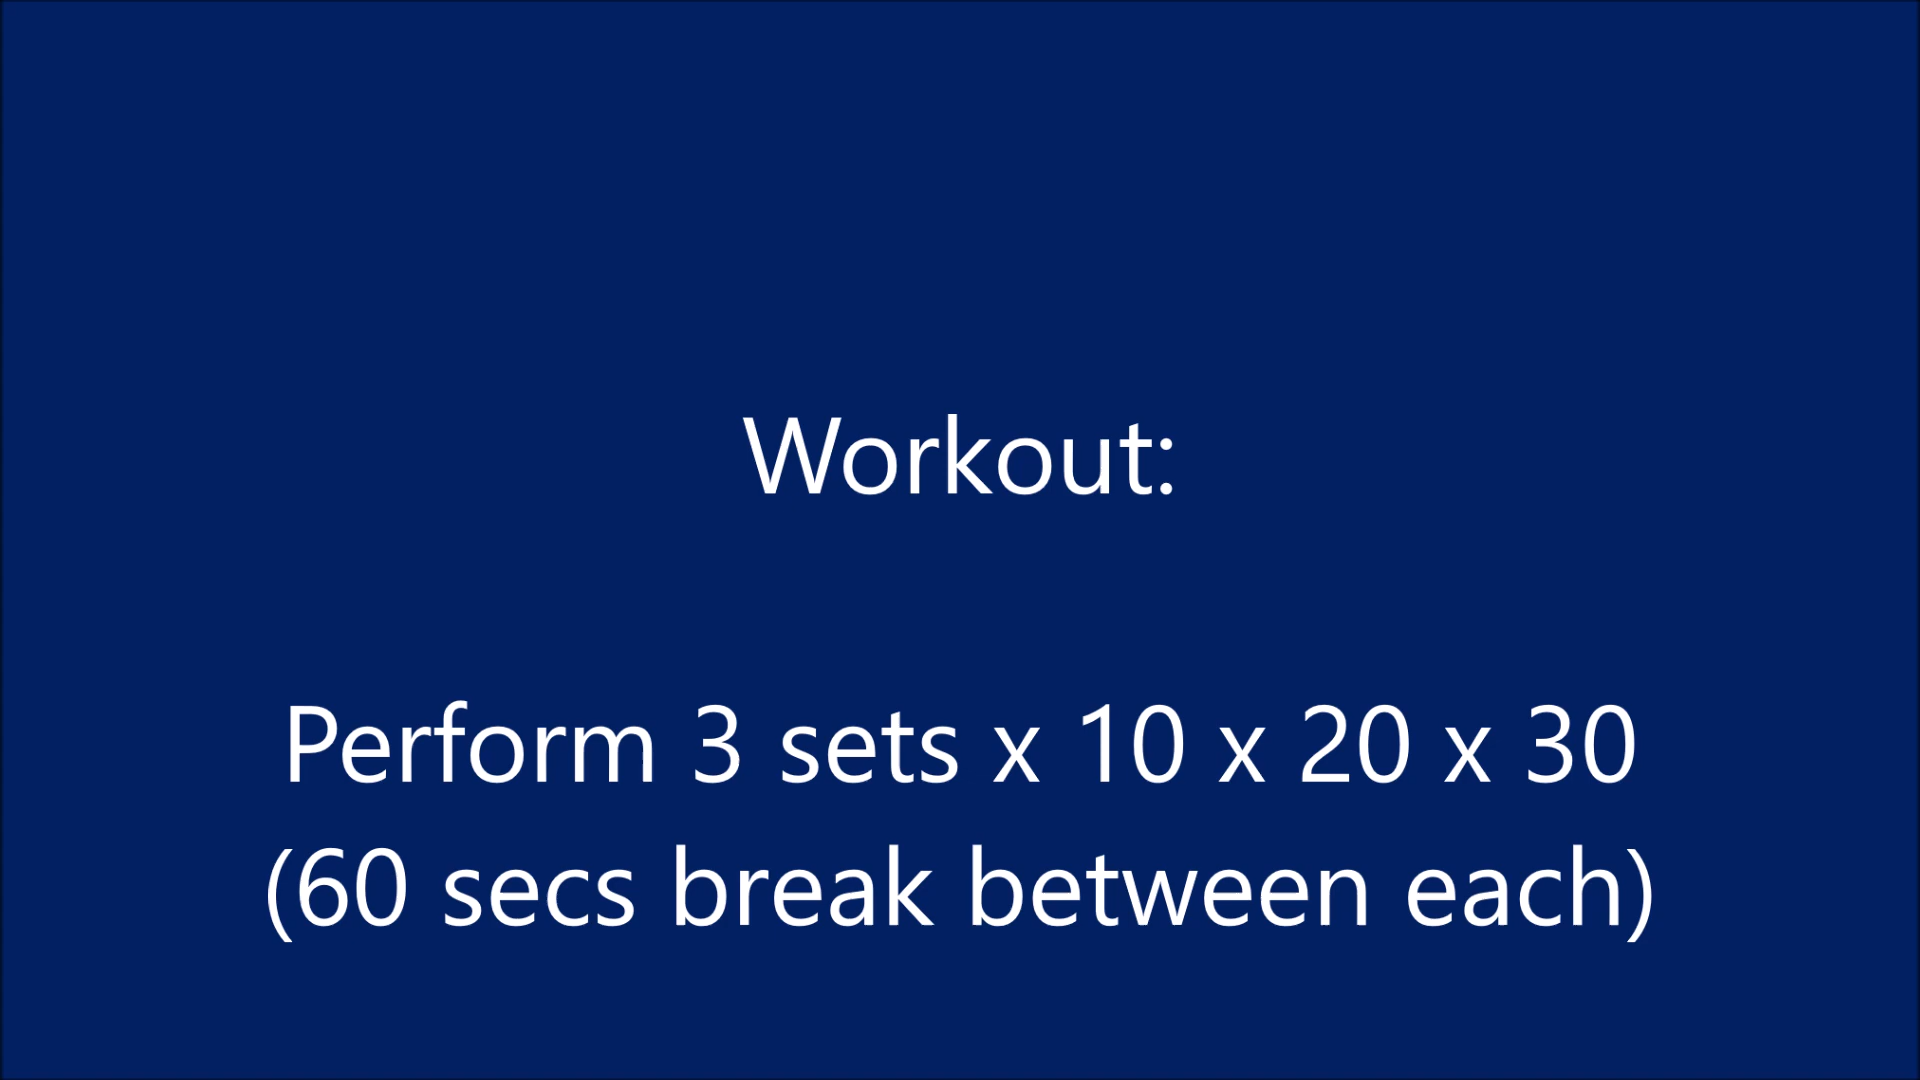 Workout:
Perform 3 sets x 10 x 20 x 30
(60 secs break between each)